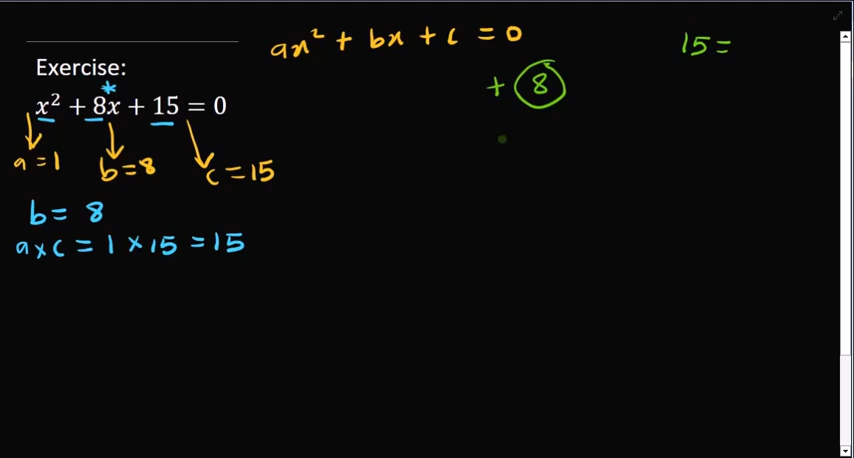 ax² + bx + c = 0
15 =
Exercise:
+ 8
*
x² + 8x + 15 = 0
a = 1
b = 8
c = 15
b = 8
a × c = 1 × 15 = 15